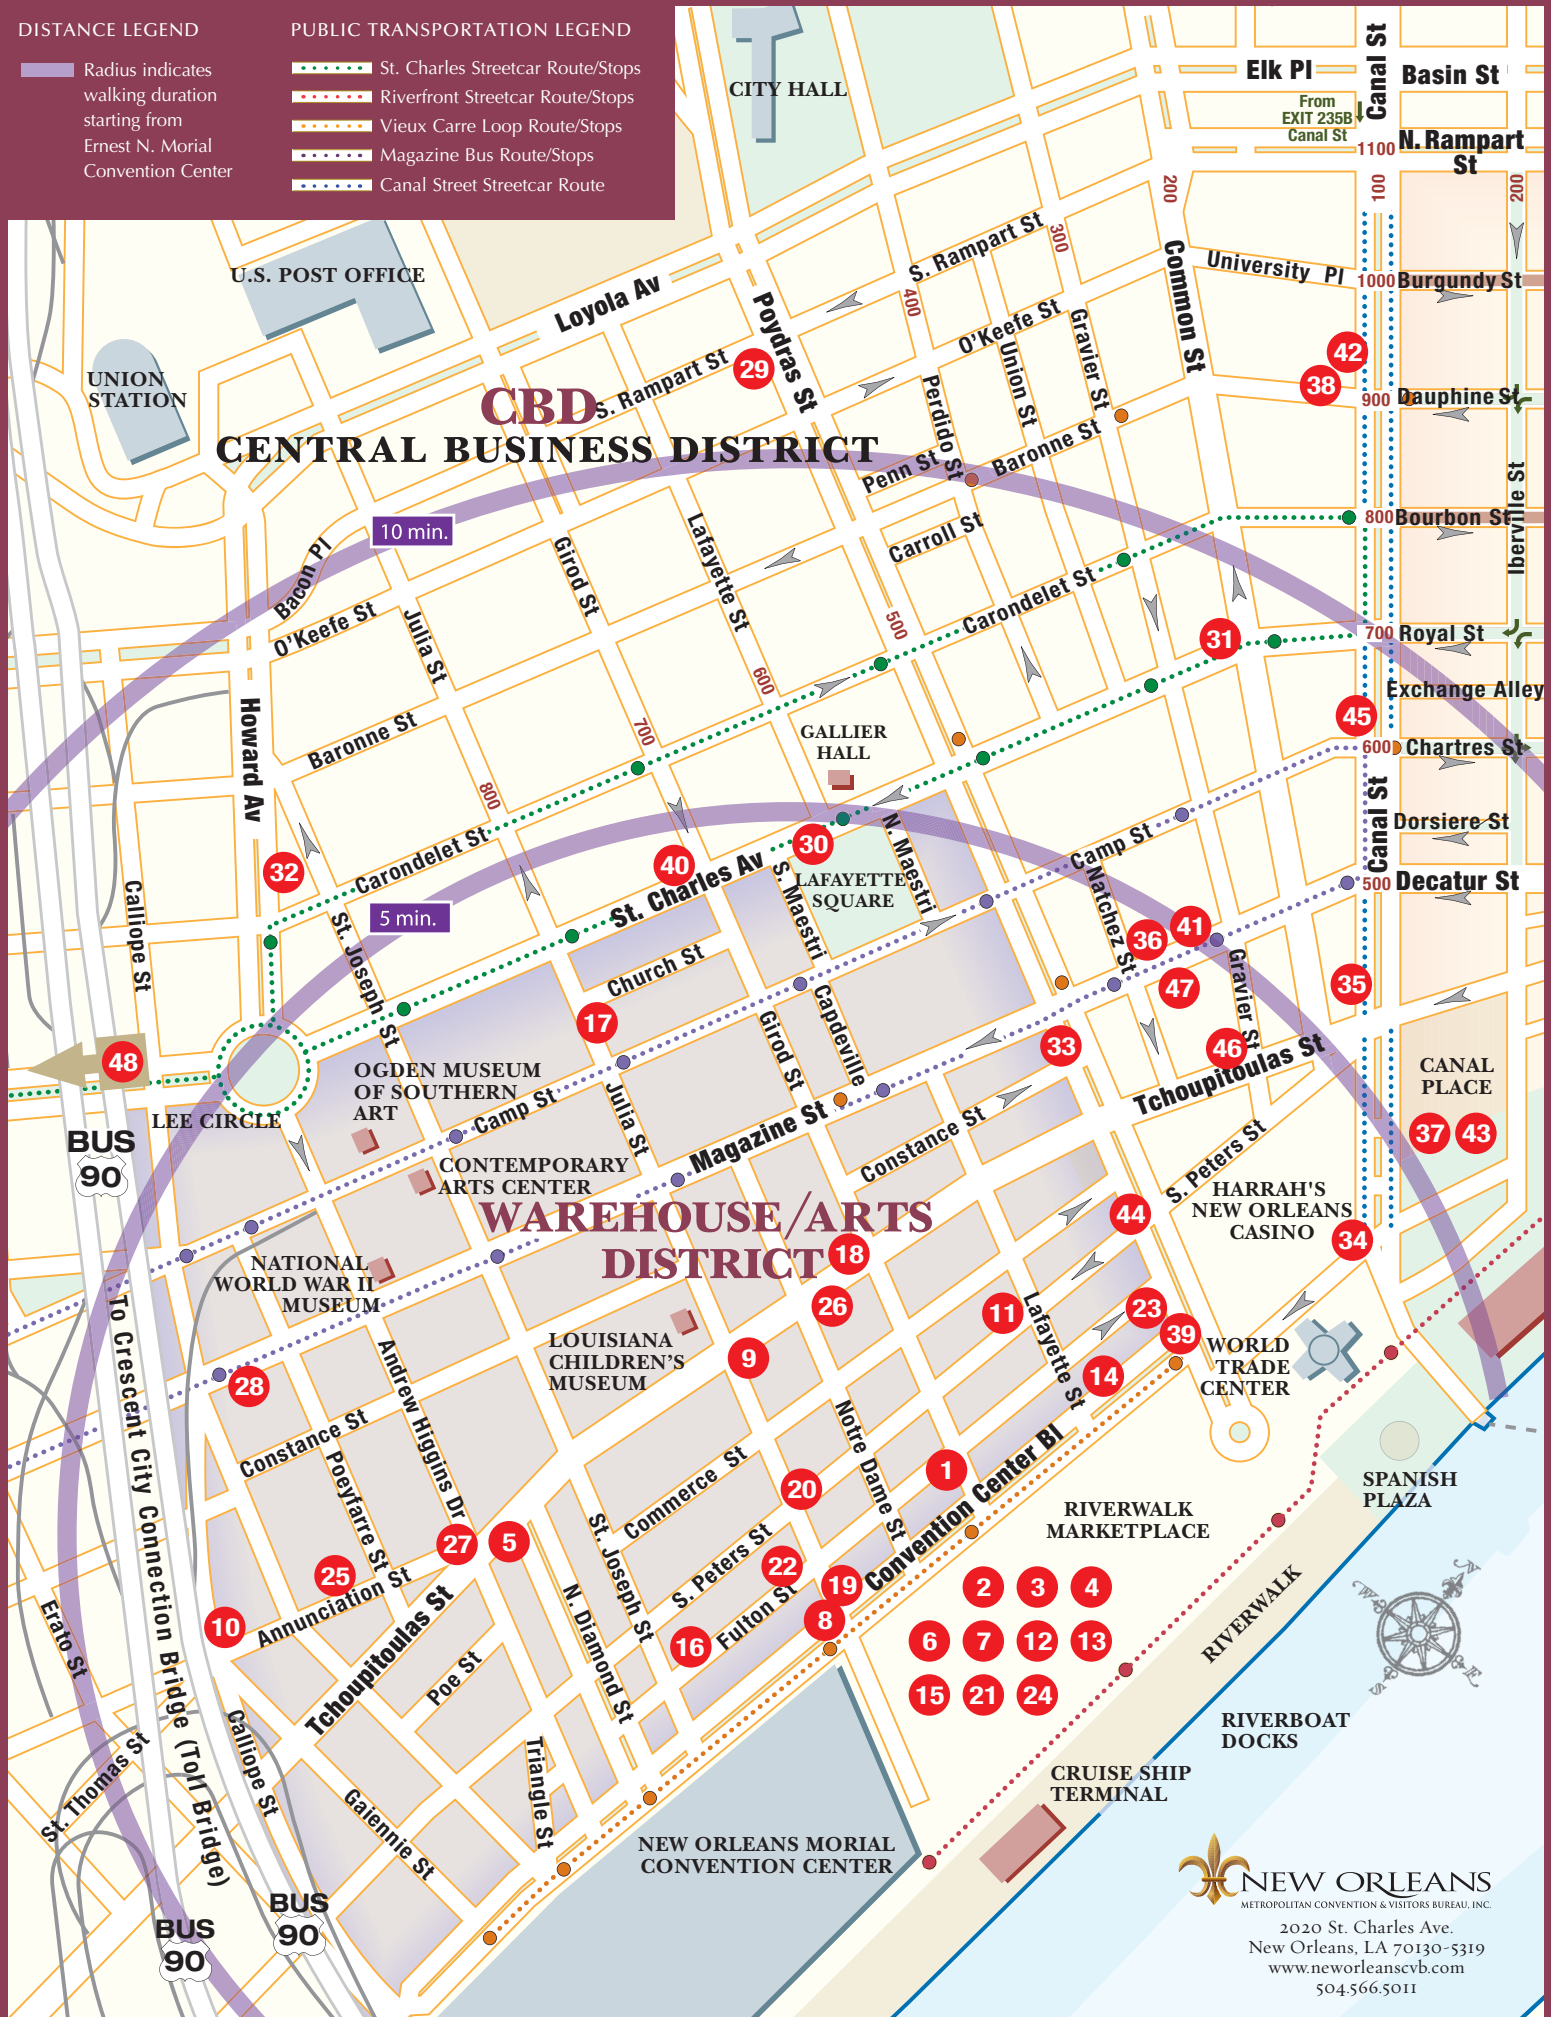 DISTANCE LEGEND
Radius indicates
walking duration
starting from
Ernest N. Morial
Convention Center
PUBLIC TRANSPORTATION LEGEND
St. Charles Streetcar Route/Stops
Riverfront Streetcar Route/Stops
Vieux Carre Loop Route/Stops
Magazine Bus Route/Stops
Canal Street Streetcar Route
CITY HALL
Elk Pl
Canal St
Basin St
From
EXIT 235B
Canal St
1100
N. Rampart
St
200
100
200
U.S. POST OFFICE
Loyola Av
S. Rampart St
300
400
Common St
University Pl
1000
Burgundy St
Poydras St
O'Keefe St
Gravier St
Union St
Perdido St
UNION
STATION
S. Rampart St
29
42
38
900
Dauphine St
CBD
CENTRAL BUSINESS DISTRICT
Penn St
Baronne St
10 min.
Carroll St
800
Bourbon St
Iberville St
Bacon Pl
O'Keefe St
Julia St
Girod St
Lafayette St
500
Carondelet St
31
700
Royal St
Exchange Alley
600
700
800
Howard Av
Baronne St
GALLIER
HALL
45
600
Chartres St
Canal St
Dorsiere St
500
Decatur St
32
Carondelet St
40
St. Charles Av
30
LAFAYETTE
SQUARE
S. Maestri
N. Maestri
Camp St
Natchez St
36
41
47
35
Gravier St
5 min.
Calliope St
St. Joseph St
Church St
17
Capdeville
Girod St
33
46
Tchoupitoulas St
CANAL
PLACE
37
43
48
LEE CIRCLE
BUS
90
OGDEN MUSEUM
OF SOUTHERN
ART
Camp St
Julia St
Magazine St
Constance St
S. Peters St
CONTEMPORARY
ARTS CENTER
WAREHOUSE/ARTS
DISTRICT
44
HARRAH'S
NEW ORLEANS
CASINO
34
NATIONAL
WORLD WAR II
MUSEUM
18
26
11
Lafayette St
23
39
14
WORLD
TRADE
CENTER
LOUISIANA
CHILDREN'S
MUSEUM
9
28
Andrew Higgins Dr
Constance St
Poeyfarre St
To Crescent City Connection Bridge (Toll Bridge)
Notre Dame St
1
Convention Center Bl
Commerce St
20
SPANISH
PLAZA
RIVERWALK
MARKETPLACE
27
5
St. Joseph St
S. Peters St
22
19
8
25
Annunciation St
10
Erato St
Tchoupitoulas St
N. Diamond St
16
Fulton St
2
3
4
6
7
12
13
15
21
24
RIVERWALK
N
W
E
S
Poe St
St. Thomas St
Calliope St
Triangle St
Gaiennie St
RIVERBOAT
DOCKS
CRUISE SHIP
TERMINAL
NEW ORLEANS MORIAL
CONVENTION CENTER
BUS
90
BUS
90
NEW ORLEANS
METROPOLITAN CONVENTION & VISITORS BUREAU, INC.
2020 St. Charles Ave.
New Orleans, LA 70130-5319
www.neworleanscvb.com
504.566.5011